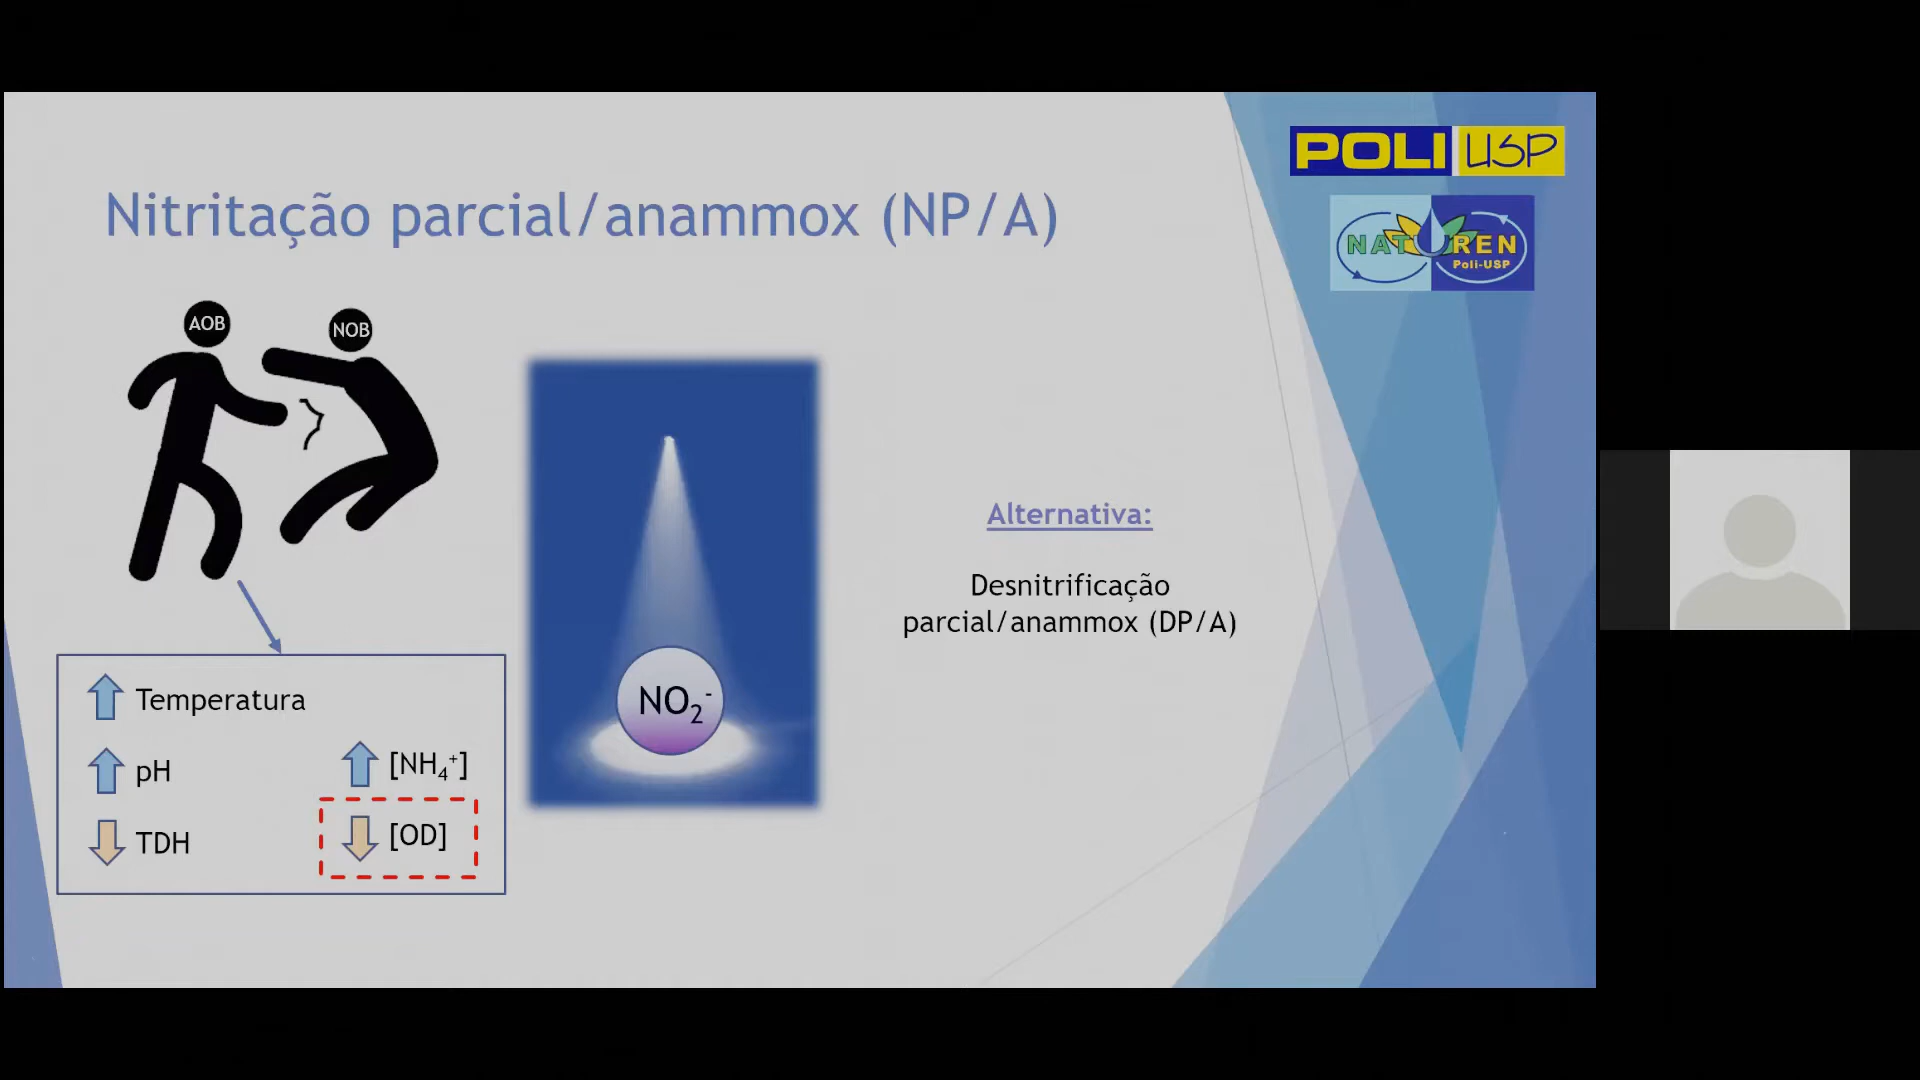 POLI USP
NATUREN
Poli-USP
Nitritação parcial/anammox (NP/A)
AOB
NOB
Alternativa:
Desnitrificação
parcial/anammox (DP/A)
NO₂⁻
Temperatura
pH
[NH₄⁺]
TDH
[OD]